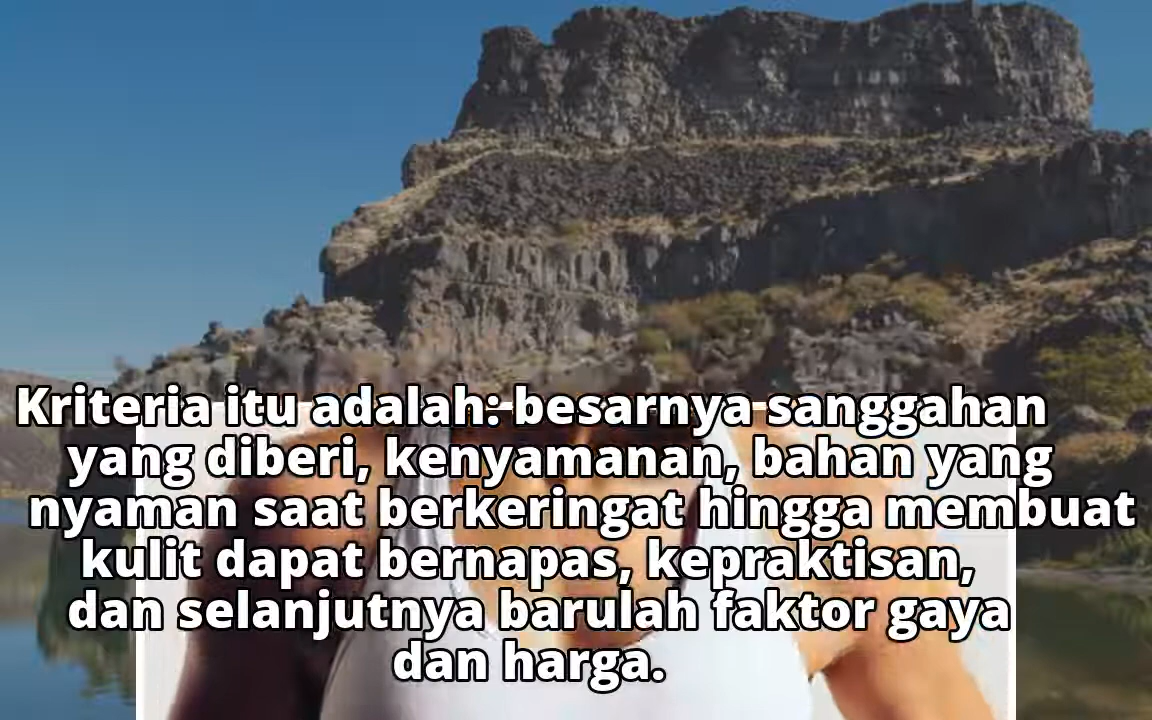 Kriteria itu adalah: besarnya sanggahan
yang diberi, kenyamanan, bahan yang
nyaman saat berkeringat hingga membuat
kulit dapat bernapas, kepraktisan,
dan selanjutnya barulah faktor gaya
dan harga.